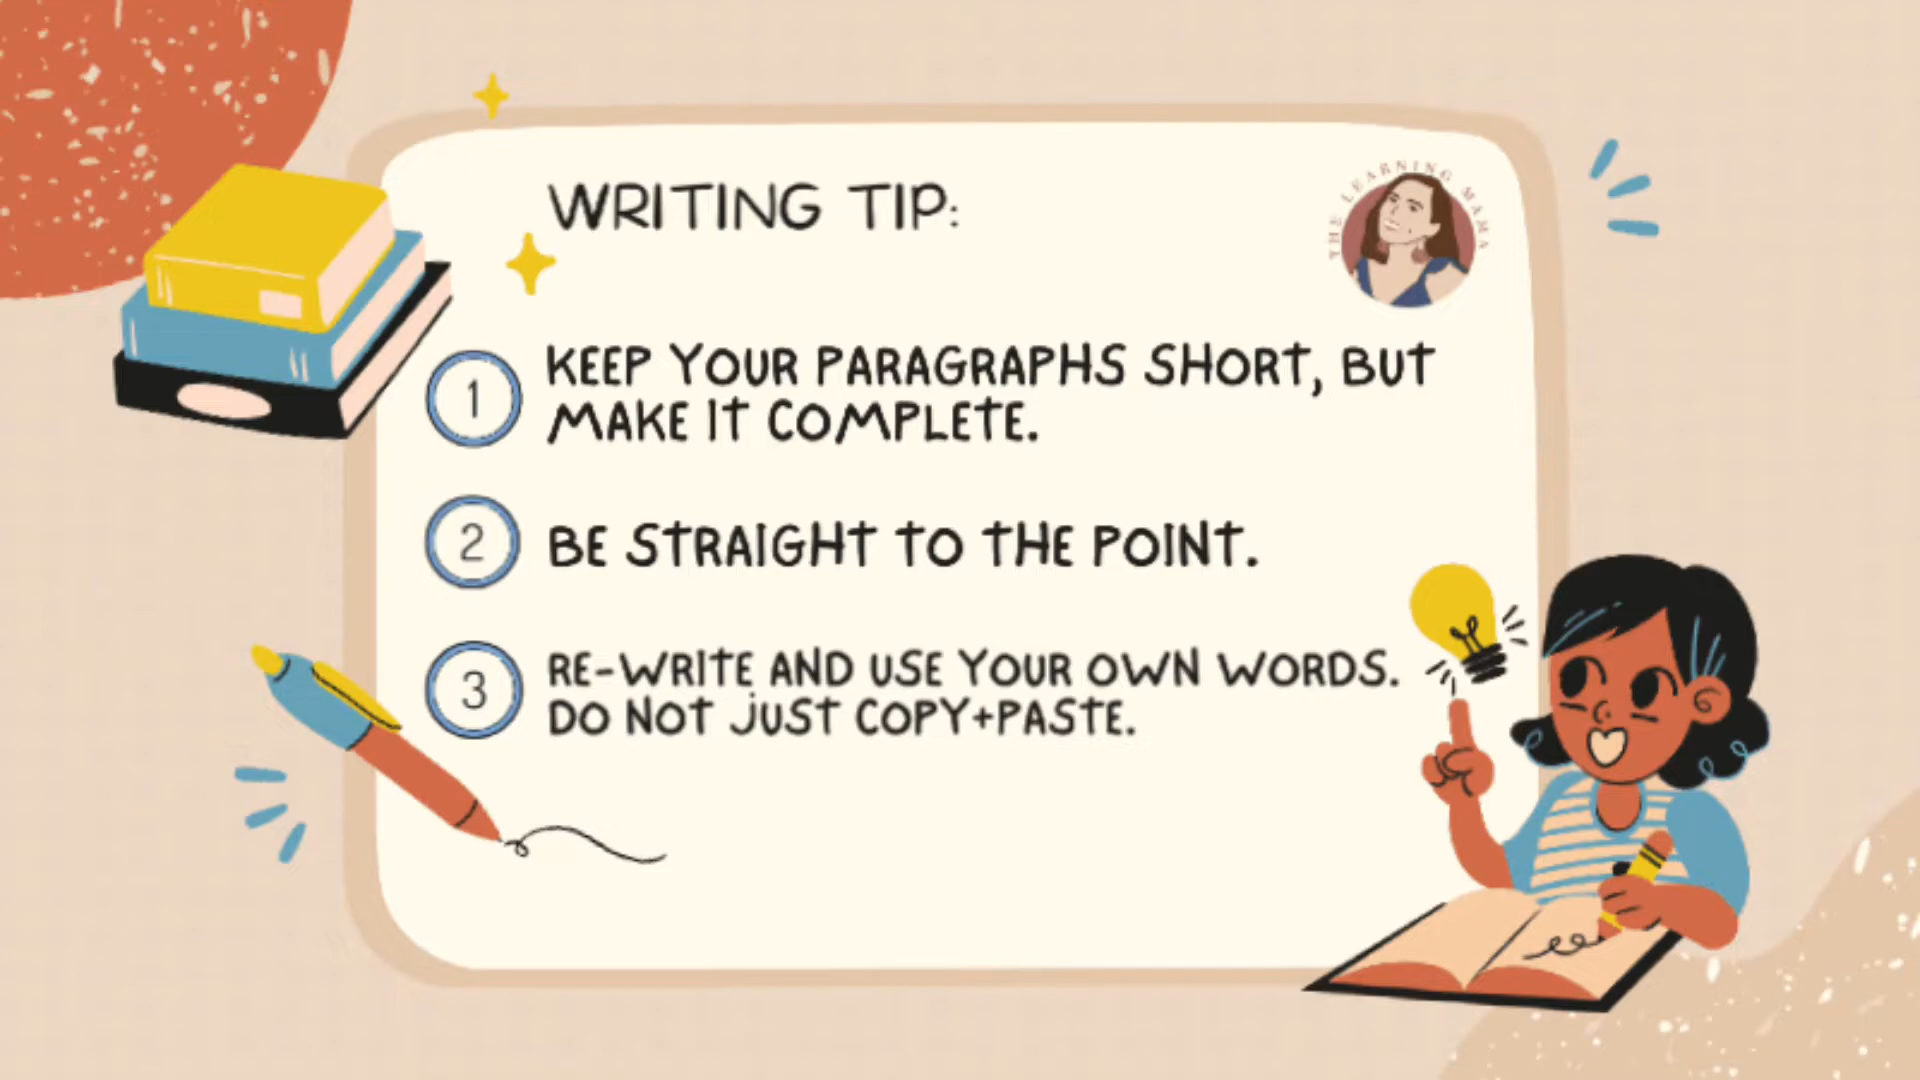 WRITING TIP:
THE LEARNING MAMA
1
KEEP YOUR PARAGRAPHS SHORT, BUT
MAKE IT COMPLETE.
2
BE STRAIGHT TO THE POINT.
3
RE-WRITE AND USE YOUR OWN WORDS.
DO NOT JUST COPY+PASTE.